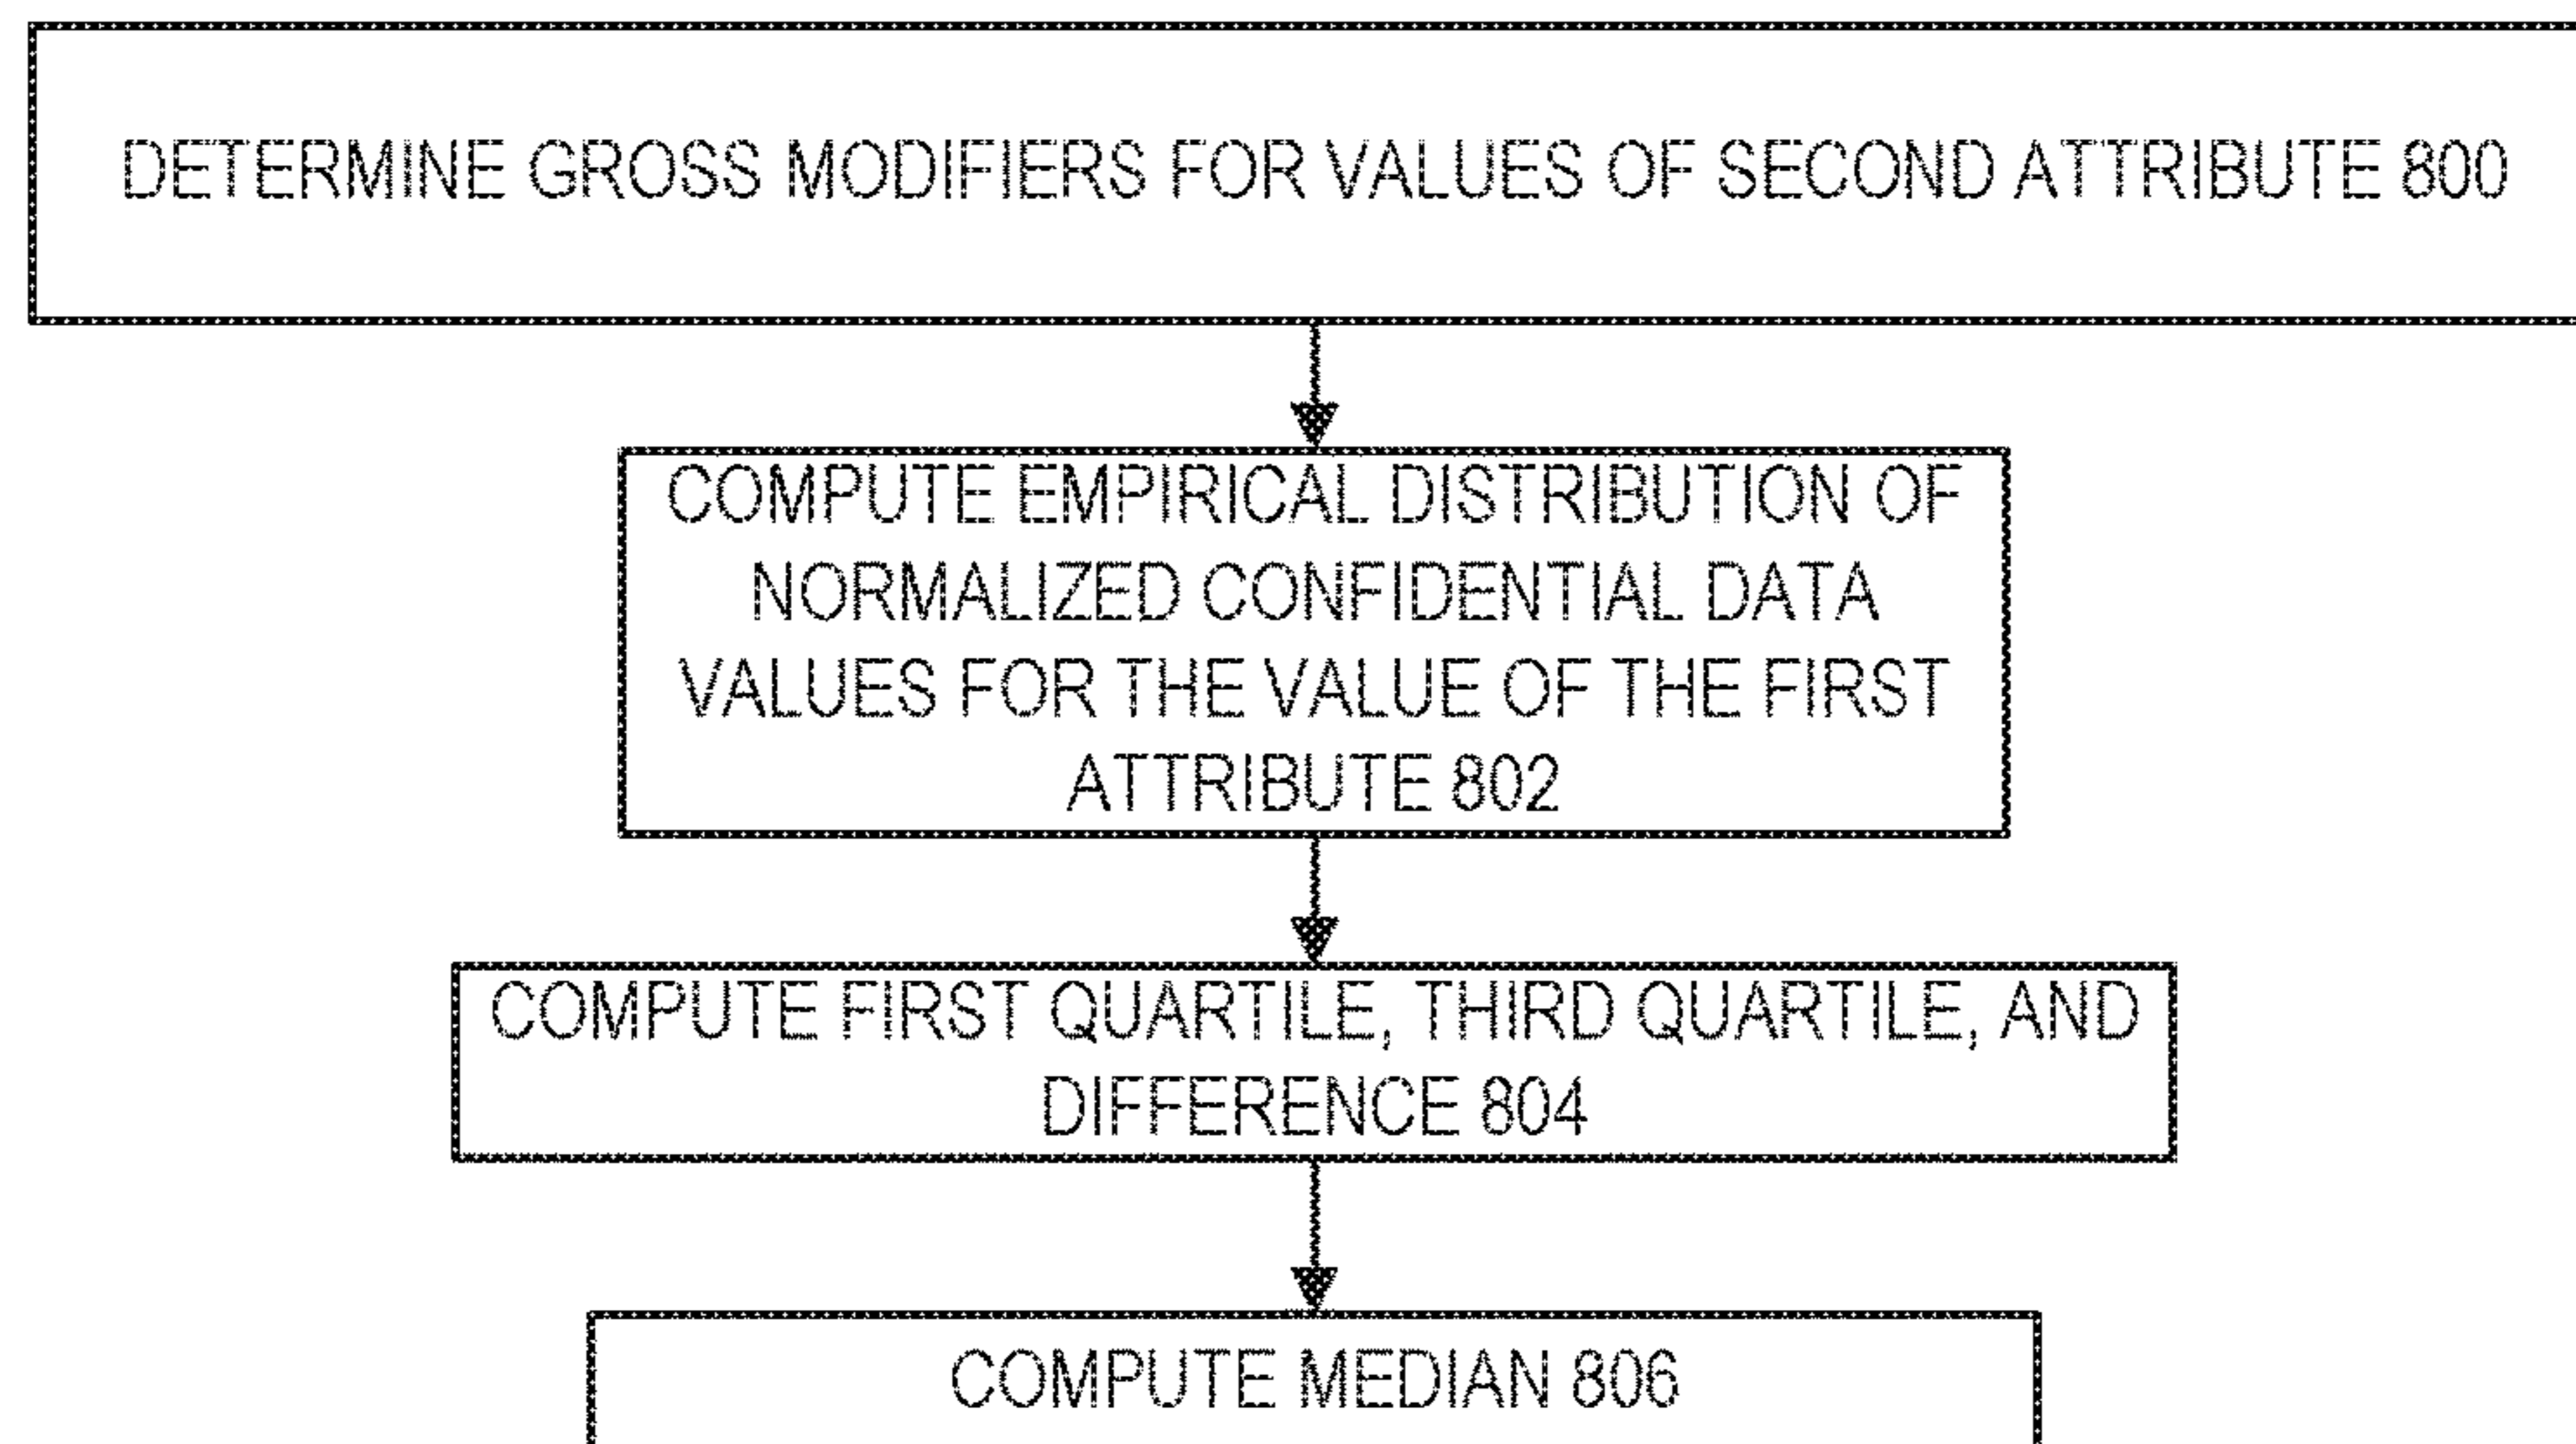 DETERMINE GROSS MODIFIERS FOR VALUES OF SECOND ATTRIBUTE 800
COMPUTE EMPIRICAL DISTRIBUTION OF
NORMALIZED CONFIDENTIAL DATA
VALUES FOR THE VALUE OF THE FIRST
ATTRIBUTE 802
COMPUTE FIRST QUARTILE, THIRD QUARTILE, AND
DIFFERENCE 804
COMPUTE MEDIAN 806